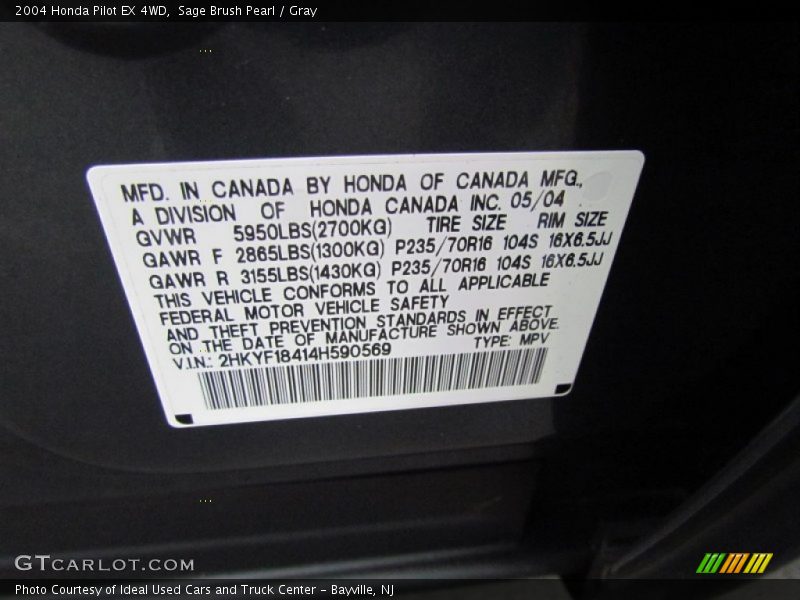 2004 Honda Pilot EX 4WD, Sage Brush Pearl / Gray
MFD. IN CANADA BY HONDA OF CANADA MFG.,
A DIVISION OF HONDA CANADA INC. 05/04
GVWR 5950LBS(2700KG) TIRE SIZE RIM SIZE
GAWR F 2865LBS(1300KG) P235/70R16 104S 16X6.5JJ
GAWR R 3155LBS(1430KG) P235/70R16 104S 16X6.5JJ
THIS VEHICLE CONFORMS TO ALL APPLICABLE
FEDERAL MOTOR VEHICLE SAFETY
AND THEFT PREVENTION STANDARDS IN EFFECT
ON THE DATE OF MANUFACTURE SHOWN ABOVE.
V.I.N.: 2HKYF18414H590569 TYPE: MPV
GTCARLOT.COM
Photo Courtesy of Ideal Used Cars and Truck Center - Bayville, NJ